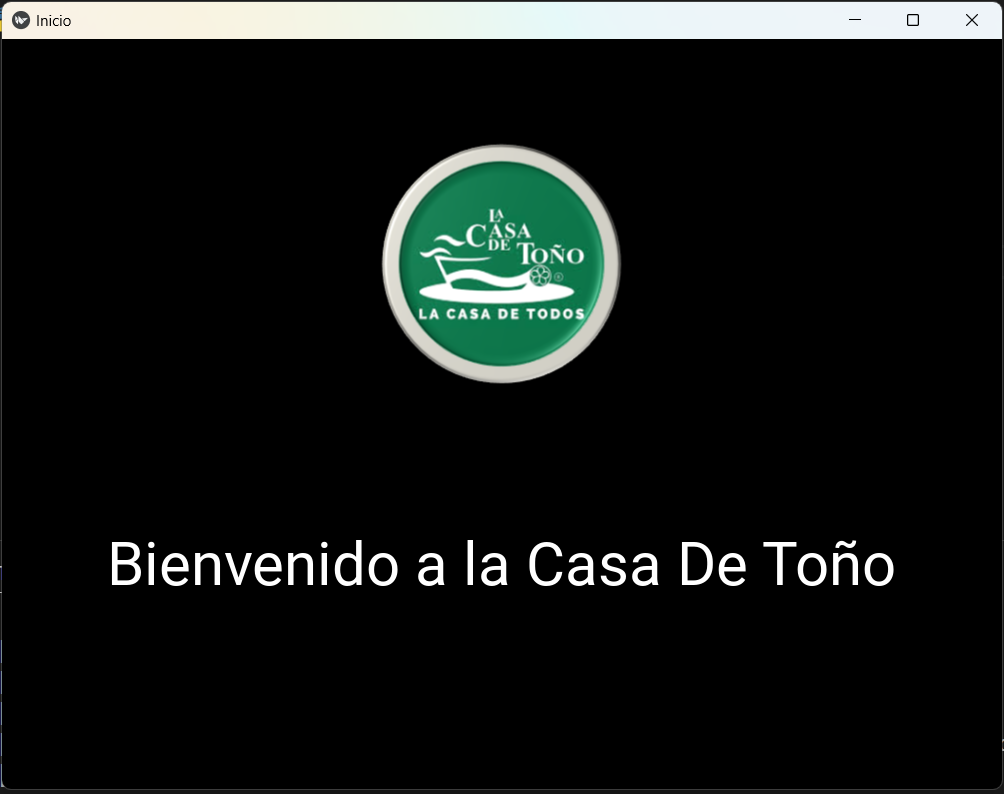 Inicio
LA
CASA
DE
TOÑO
®
LA CASA DE TODOS
Bienvenido a la Casa De Toño